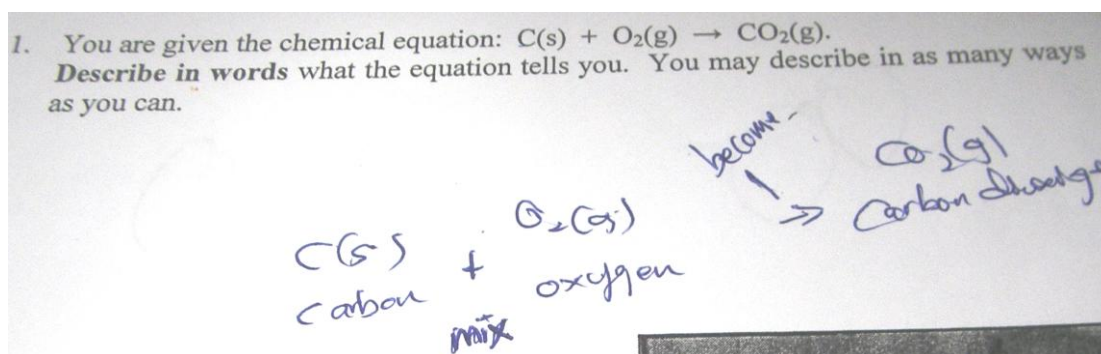 1. You are given the chemical equation: C(s) + O₂(g) → CO₂(g).
Describe in words what the equation tells you. You may describe in as many ways
as you can.
become
C(s) + O₂(g) → CO₂(g)
carbon oxygen Carbon
mix